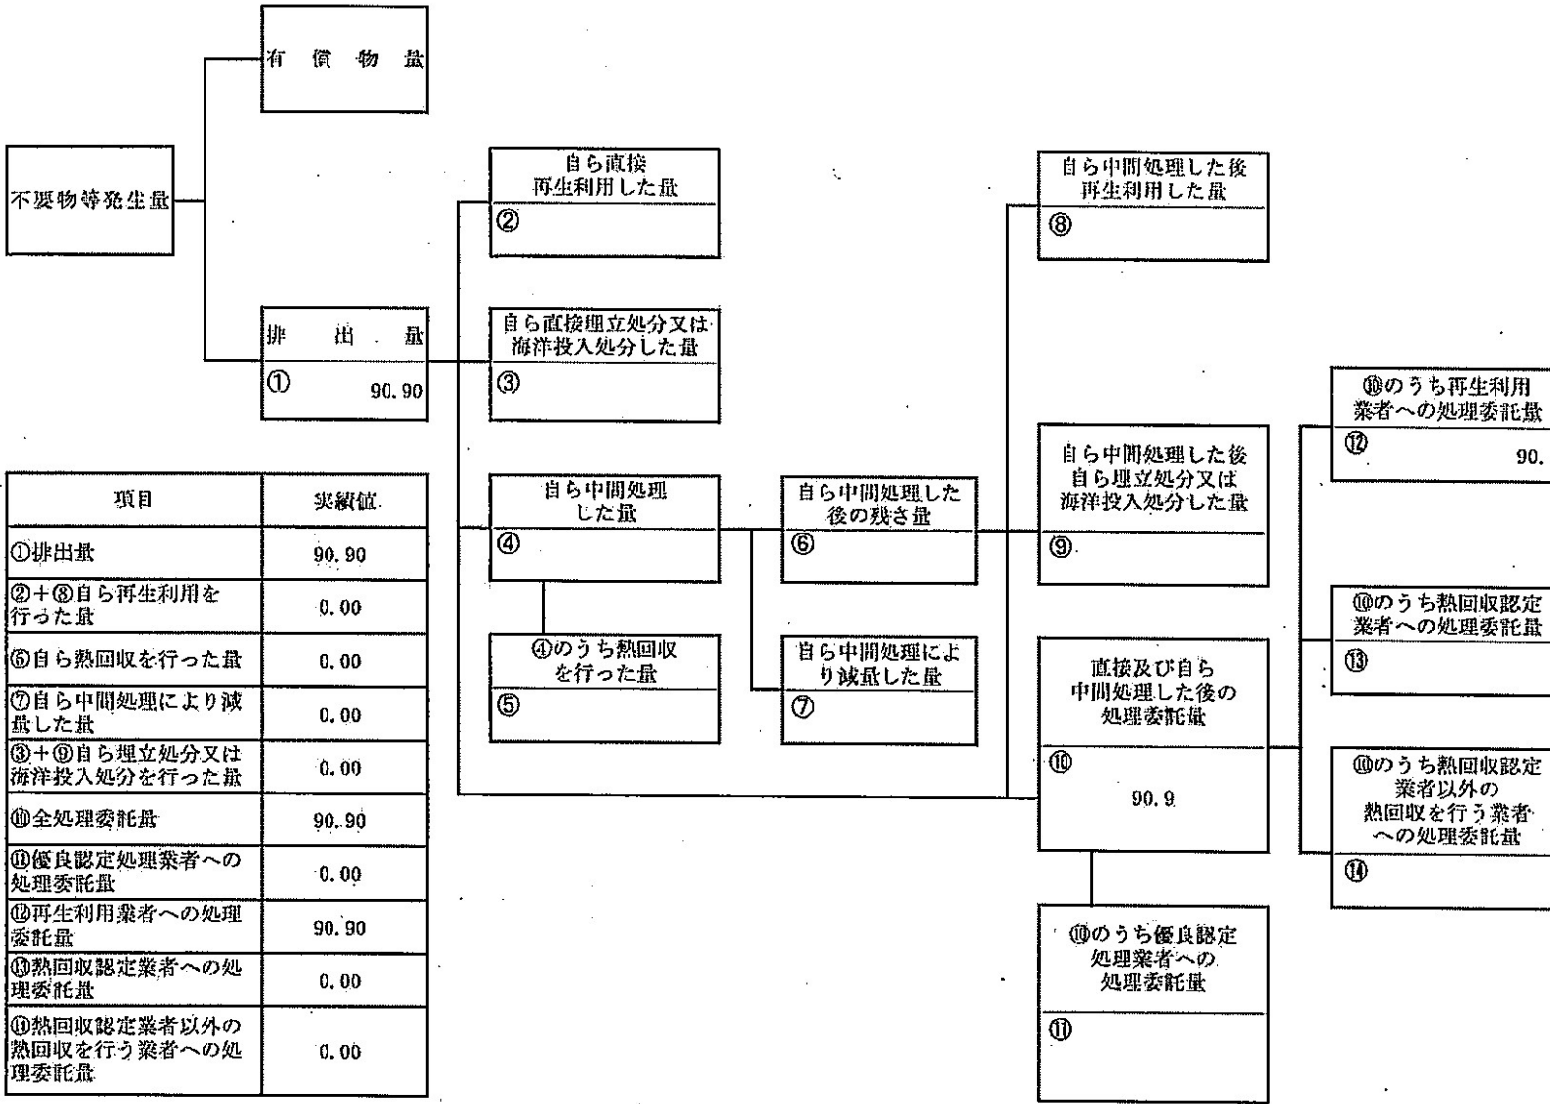 有償物量
不要物等発生量
排出量
① 90.90
自ら直接
再生利用した量
②
自ら直接埋立処分又は
海洋投入処分した量
③
自ら中間処理
した量
④
④のうち熱回収
を行った量
⑤
自ら中間処理した
後の残さ量
⑥
自ら中間処理によ
り減量した量
⑦
自ら中間処理した後
再生利用した量
⑧
自ら中間処理した後
自ら埋立処分又は
海洋投入処分した量
⑨
直接及び自ら
中間処理した後の
処理委託量
⑩
90.9
⑩のうち優良認定
処理業者への
処理委託量
⑪
⑩のうち再生利用
業者への処理委託量
⑫
90.
⑩のうち熱回収認定
業者への処理委託量
⑬
⑩のうち熱回収認定
業者以外の
熱回収を行う業者
への処理委託量
⑭
項目 実績値
①排出量 90.90
②+⑧自ら再生利用を
行った量 0.00
自ら熱回収を行った量 0.00
⑦自ら中間処理により減
量した量 0.00
③+⑨自ら埋立処分又は
海洋投入処分を行った量 0.00
⑩全処理委託量 90.90
⑪優良認定処理業者への
処理委託量 0.00
⑫再生利用業者への処理
委託量 90.90
⑬熱回収認定業者への処
理委託量 0.00
⑭熱回収認定業者以外の
熱回収を行う業者への処
理委託量 0.00